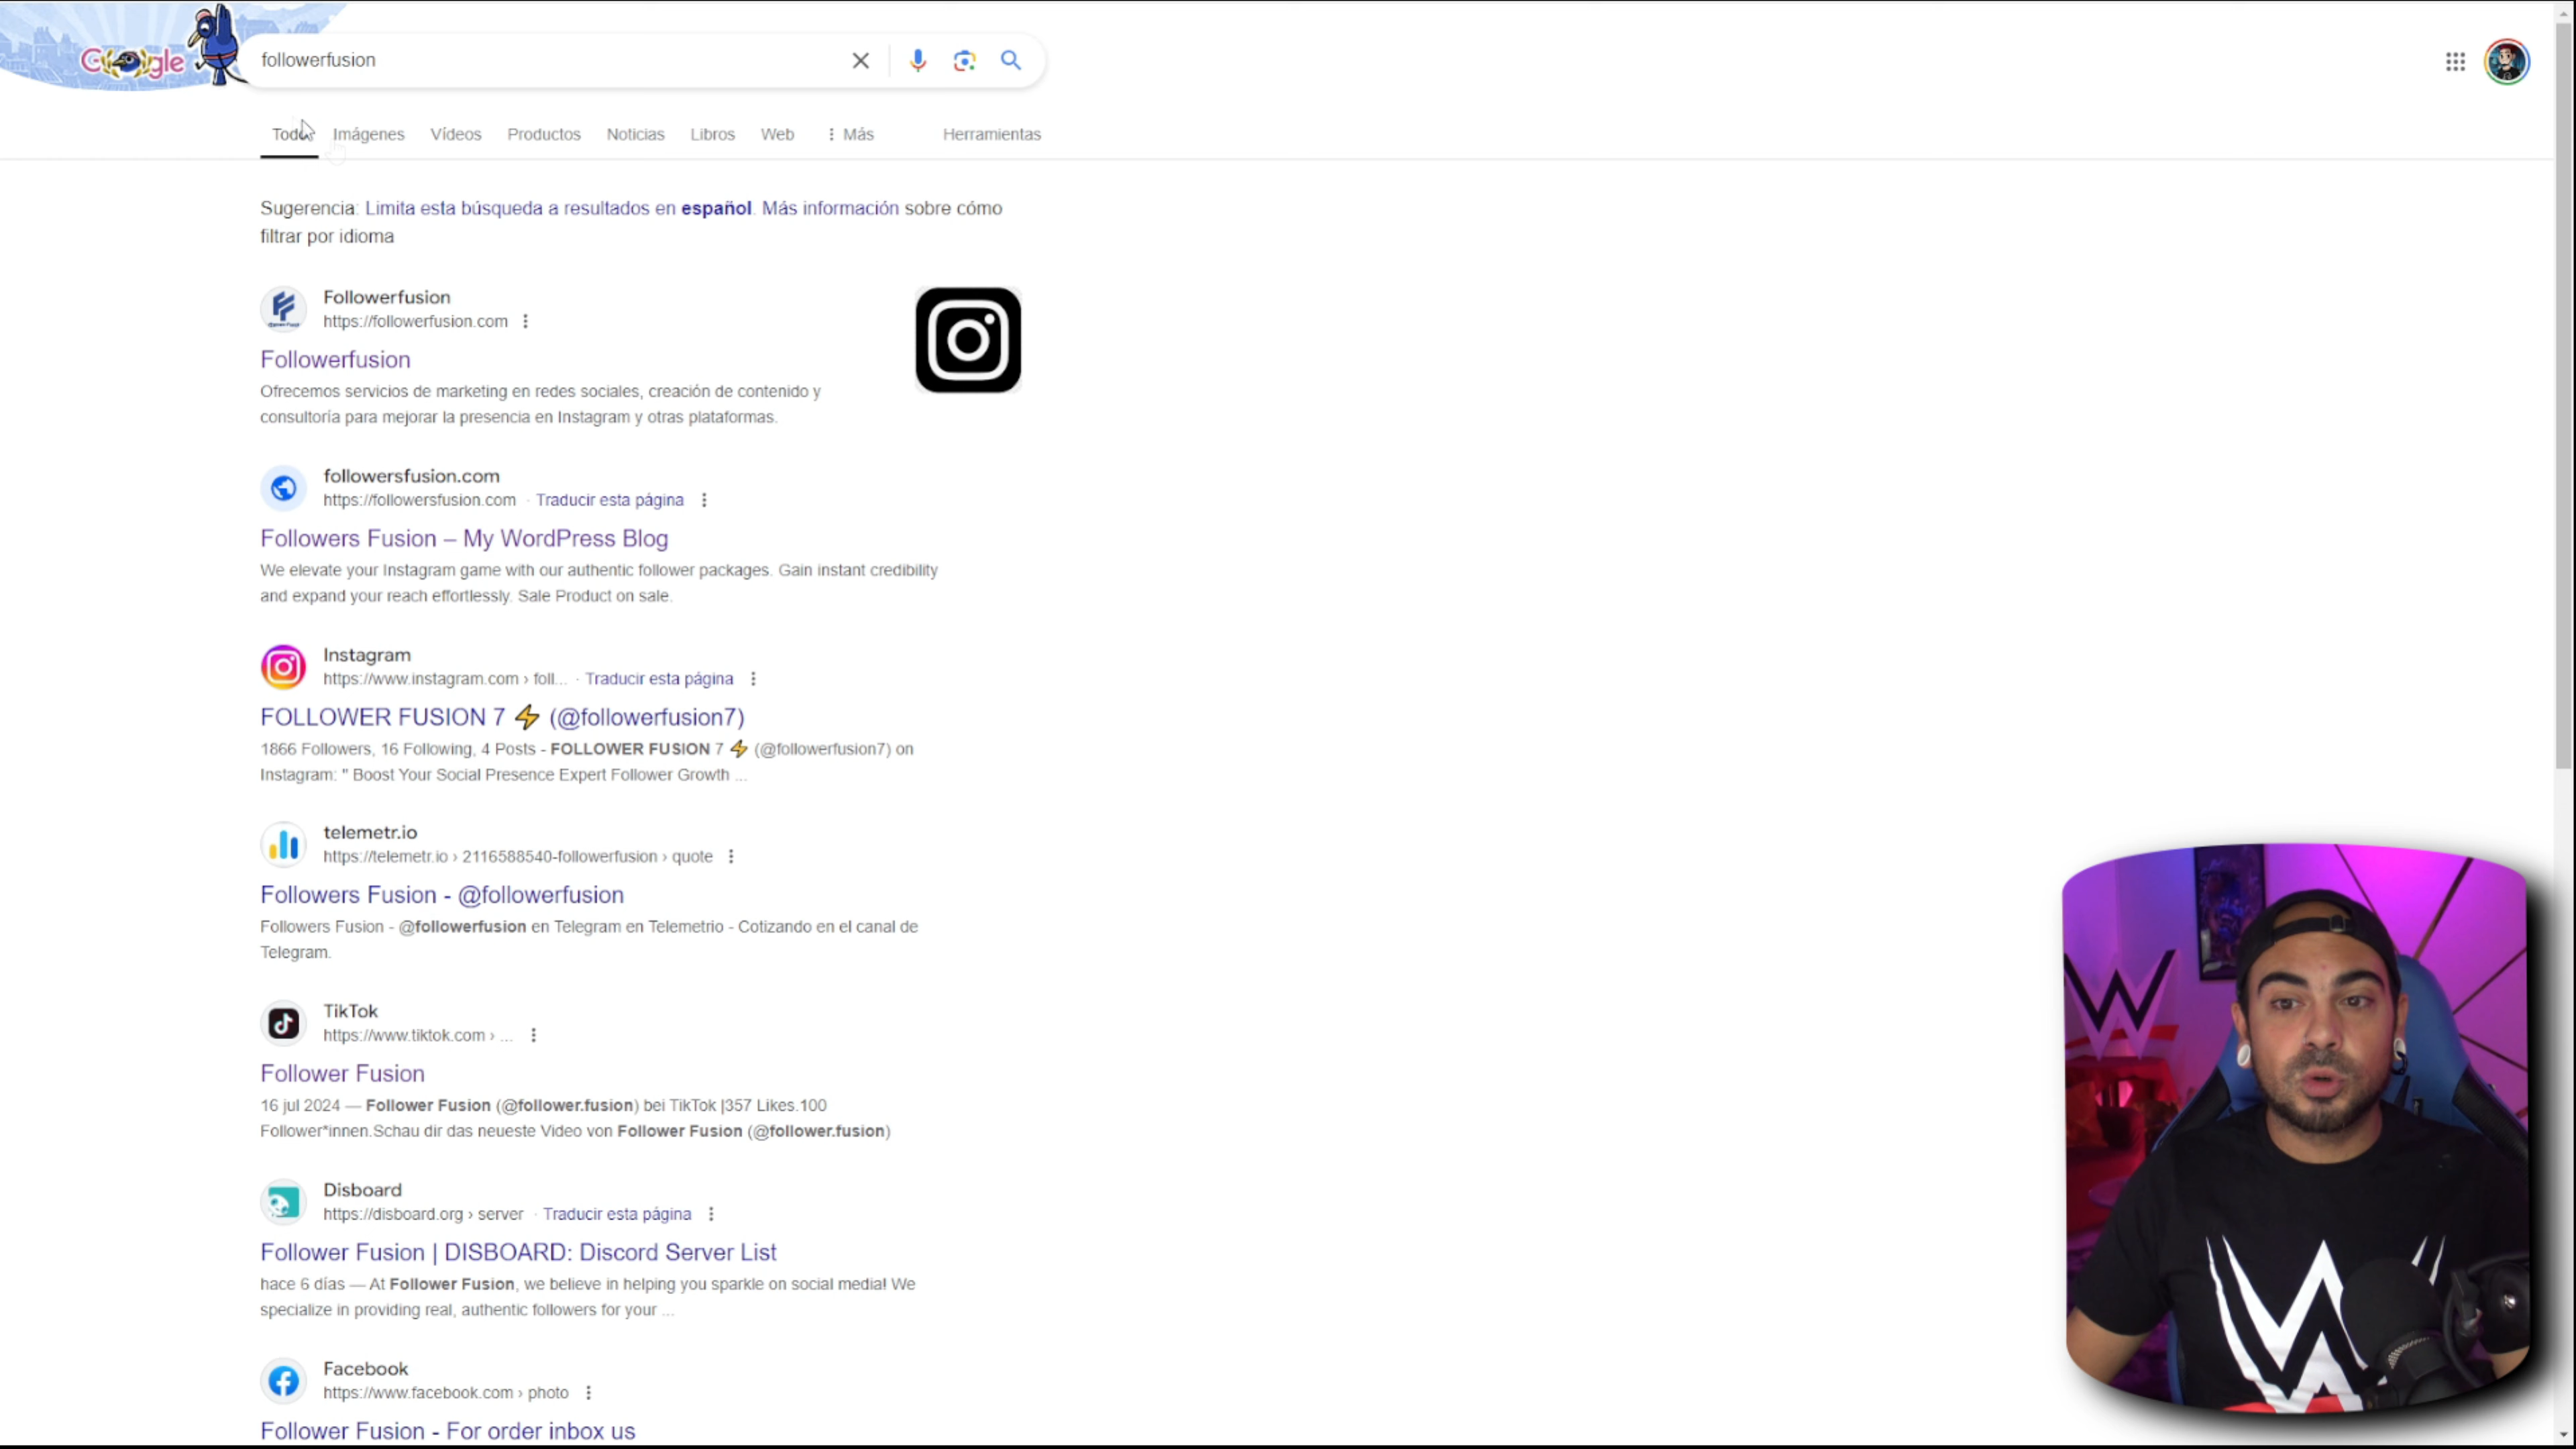 Google
followerfusion
Todo Imágenes Vídeos Productos Noticias Libros Web Más Herramientas
Sugerencia: Limita esta búsqueda a resultados en español. Más información sobre cómo
filtrar por idioma
Followerfusion
https://followerfusion.com
Followerfusion
Ofrecemos servicios de marketing en redes sociales, creación de contenido y
consultoría para mejorar la presencia en Instagram y otras plataformas.
followersfusion.com
https://followersfusion.com · Traducir esta página
Followers Fusion – My WordPress Blog
We elevate your Instagram game with our authentic follower packages. Gain instant credibility
and expand your reach effortlessly. Sale Product on sale.
Instagram
https://www.instagram.com › foll... · Traducir esta página
FOLLOWER FUSION 7 ⚡ (@followerfusion7)
1866 Followers, 16 Following, 4 Posts - FOLLOWER FUSION 7 ⚡ (@followerfusion7) on
Instagram: " Boost Your Social Presence Expert Follower Growth ...
telemetr.io
https://telemetr.io › 2116588540-followerfusion › quote
Followers Fusion - @followerfusion
Followers Fusion - @followerfusion en Telegram en Telemetrio - Cotizando en el canal de
Telegram.
TikTok
https://www.tiktok.com › ...
Follower Fusion
16 jul 2024 — Follower Fusion (@follower.fusion) bei TikTok |357 Likes.100
Follower*innen.Schau dir das neueste Video von Follower Fusion (@follower.fusion)
Disboard
https://disboard.org › server · Traducir esta página
Follower Fusion | DISBOARD: Discord Server List
hace 6 días — At Follower Fusion, we believe in helping you sparkle on social media! We
specialize in providing real, authentic followers for your ...
Facebook
https://www.facebook.com › photo
Follower Fusion - For order inbox us